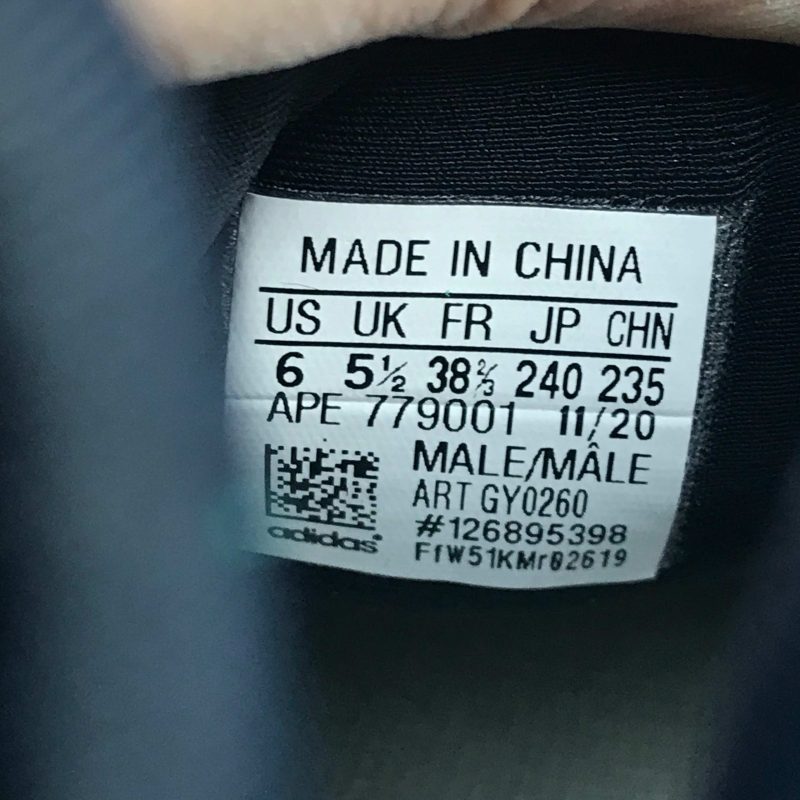 MADE IN CHINA
US UK FR JP CHN
6 5½ 38⅔ 240 235
APE 779001 11/20
MALE/MÂLE
ART GY0260
#126895398
FfW51KMr02619
adidas®